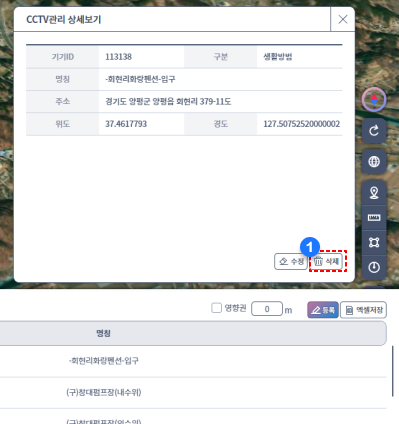 CCTV관리 상세보기
기기ID 113138 구분 생활방범
명칭 -회현리화랑펜션-입구
주소 경기도 양평군 양평읍 회현리 379-11도
위도 37.4617793 경도 127.50752520000002
1
수정 삭제
영향권 0 m 등록 엑셀저장
명칭
-회현리화랑펜션-입구
(구)창대펌프장(내수위)